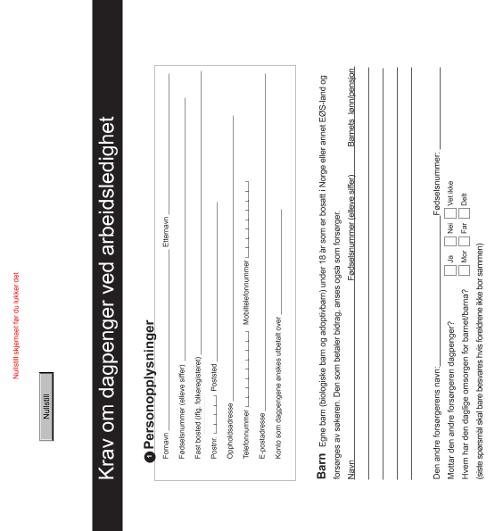 Nullstill skjemaet før du lukker det
Nullstill
Krav om dagpenger ved arbeidsledighet
1 Personopplysninger
Fornavn Etternavn
Fødselsnummer (elleve siffer)
Fast bosted (iflg. folkeregisteret)
Postnr. Poststed
Oppholdsadresse
Telefonnummer Mobiltelefonnummer
E-postadresse
Konto som dagpengene ønskes utbetalt over
Barn Egne barn (biologiske barn og adoptivbarn) under 18 år som er bosatt i Norge eller annet EØS-land og
forsørges av søkeren. Den som betaler bidrag, anses også som forsørger.
Navn Fødselsnummer (elleve siffer) Barnets lønn/pensjon
Den andre forsørgerens navn: Fødselsnummer:
Mottar den andre forsørgeren dagpenger? Ja Nei Vet ikke
Hvem har den daglige omsorgen for barnet/barna? Mor Far Delt
(siste spørsmål skal bare besvares hvis foreldrene ikke bor sammen)